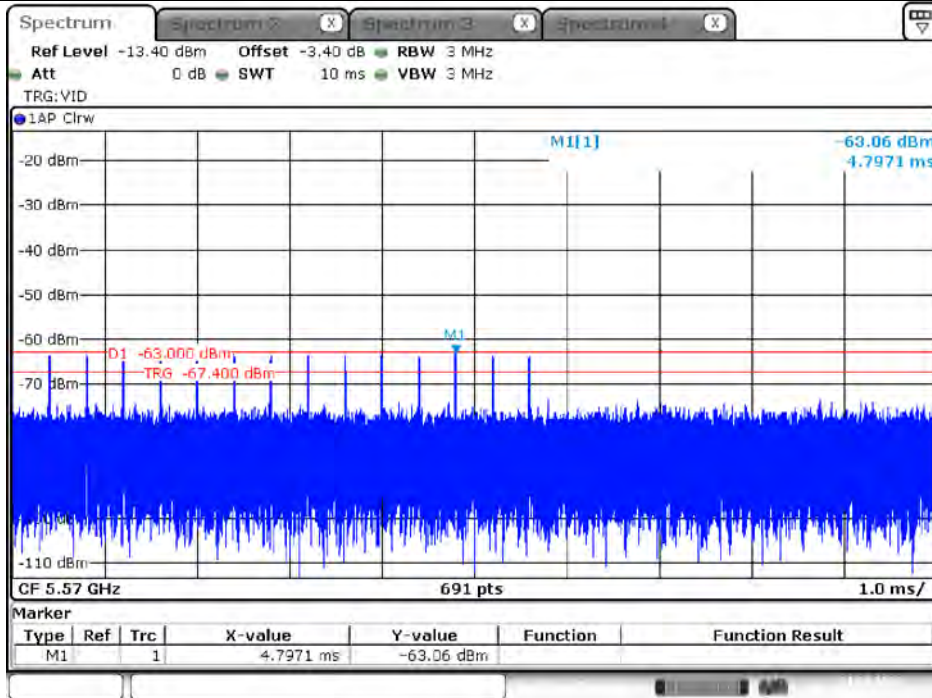 Spectrum Spectrum 2 X Spectrum 3 X Spectrum 4 X
Ref Level -13.40 dBm Offset -3.40 dB RBW 3 MHz
Att 0 dB SWT 10 ms VBW 3 MHz
TRG:VID
1AP Clrw
M1[1] -63.06 dBm
4.7971 ms
-20 dBm
-30 dBm
-40 dBm
-50 dBm
-60 dBm
M1
D1 -63.000 dBm
TRG -67.400 dBm
-70 dBm
-110 dBm
CF 5.57 GHz 691 pts 1.0 ms/
Marker
Type Ref Trc X-value Y-value Function Function Result
M1 1 4.7971 ms -63.06 dBm